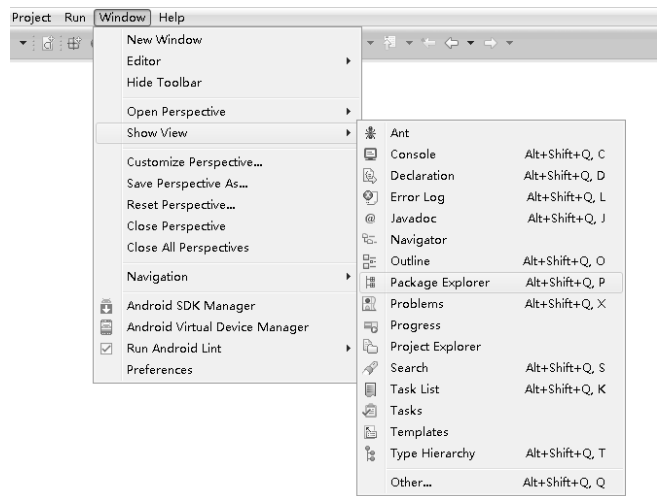 Project Run Window Help
New Window
Editor
Hide Toolbar
Open Perspective
Show View
Customize Perspective...
Save Perspective As...
Reset Perspective...
Close Perspective
Close All Perspectives
Navigation
Android SDK Manager
Android Virtual Device Manager
Run Android Lint
Preferences
Ant
Console Alt+Shift+Q, C
Declaration Alt+Shift+Q, D
Error Log Alt+Shift+Q, L
@ Javadoc Alt+Shift+Q, J
Navigator
Outline Alt+Shift+Q, O
Package Explorer Alt+Shift+Q, P
Problems Alt+Shift+Q, X
Progress
Project Explorer
Search Alt+Shift+Q, S
Task List Alt+Shift+Q, K
Tasks
Templates
Type Hierarchy Alt+Shift+Q, T
Other... Alt+Shift+Q, Q